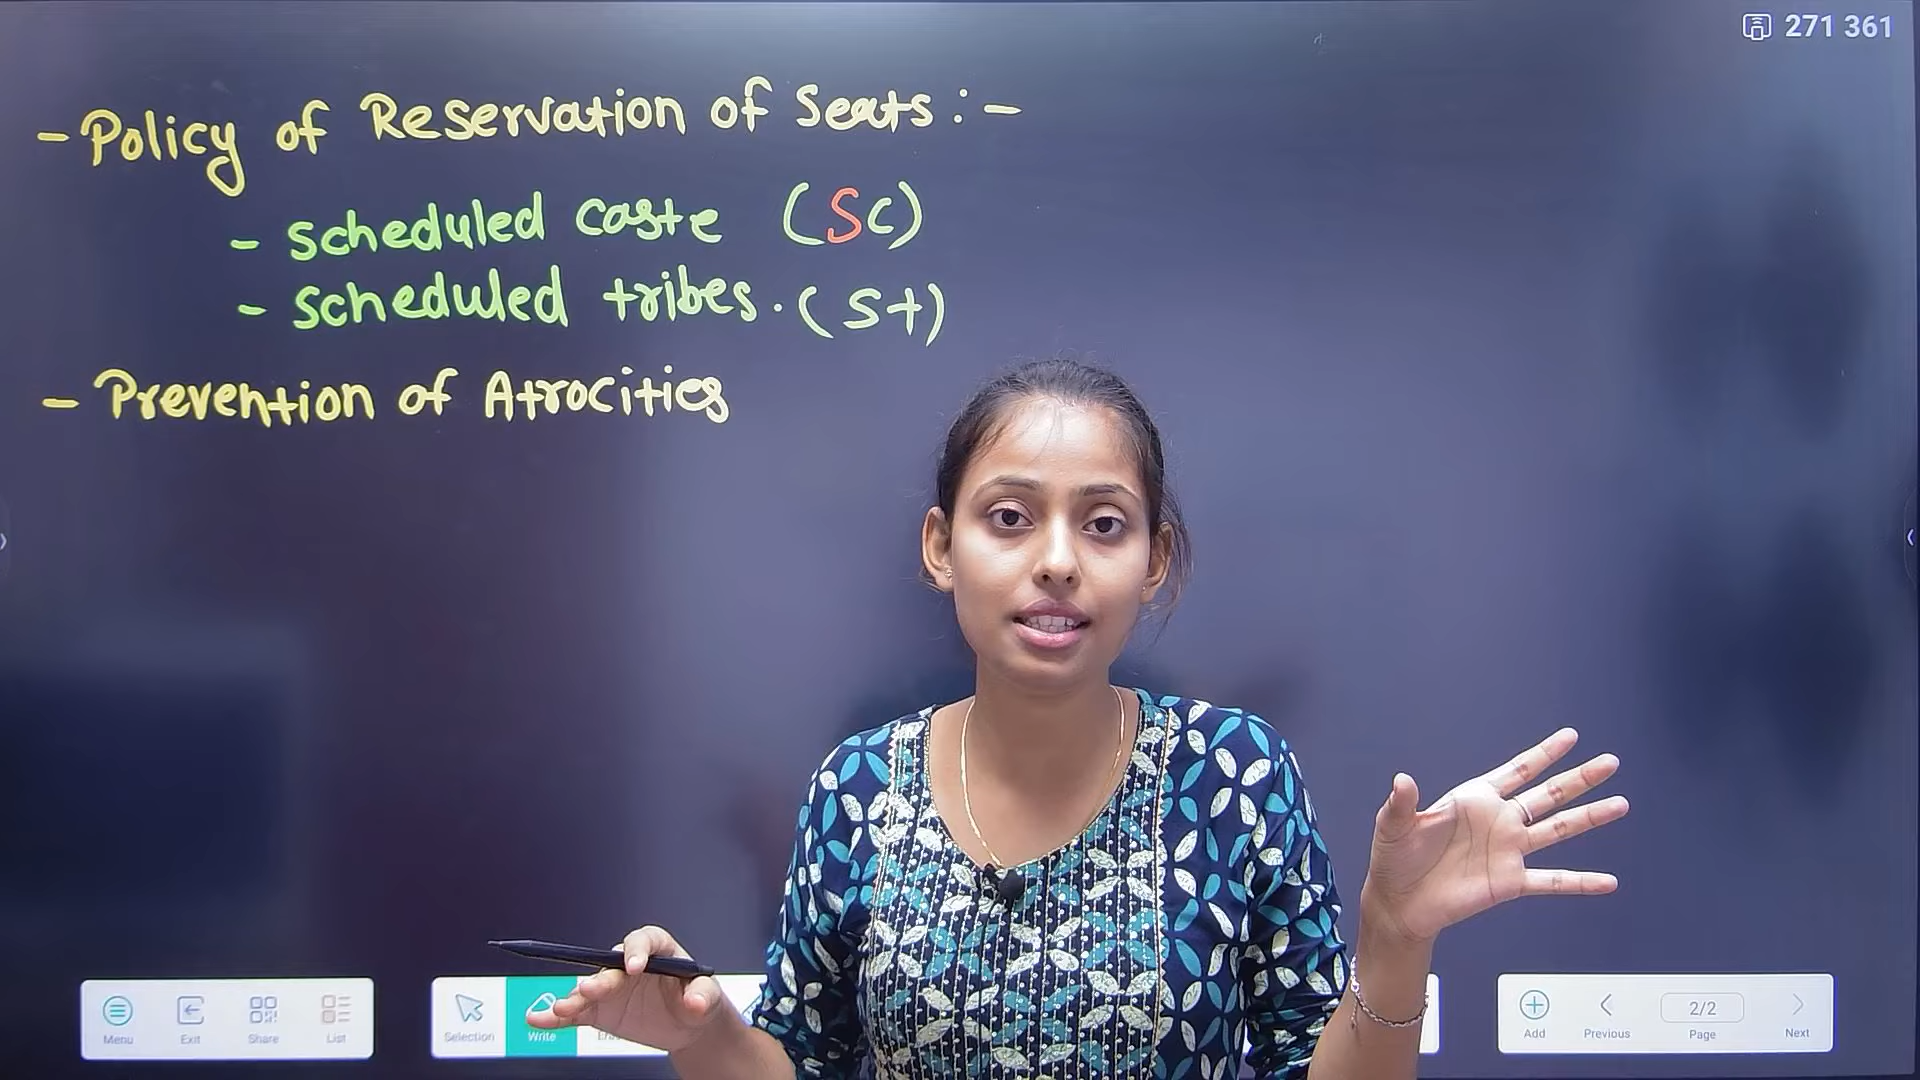 271 361
- Policy of Reservation of Seats :-
- Scheduled caste (SC)
- Scheduled tribes. (St)
- Prevention of Atrocities
Menu Exit Share List Selection Write Add Previous 2/2 Page Next